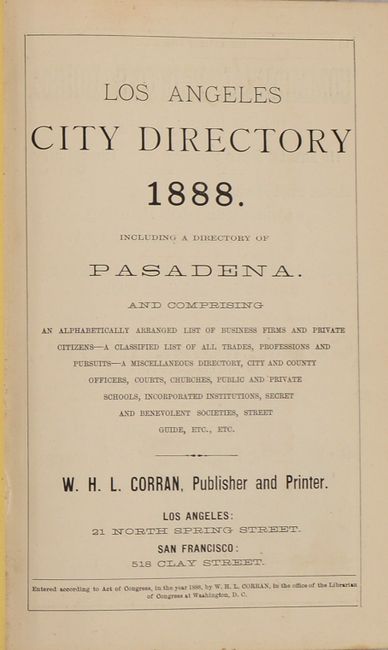 LOS ANGELES
CITY DIRECTORY
1888.
INCLUDING A DIRECTORY OF
PASADENA.
AND COMPRISING
AN ALPHABETICALLY ARRANGED LIST OF BUSINESS FIRMS AND PRIVATE
CITIZENS—A CLASSIFIED LIST OF ALL TRADES, PROFESSIONS AND
PURSUITS—A MISCELLANEOUS DIRECTORY, CITY AND COUNTY
OFFICERS, COURTS, CHURCHES, PUBLIC AND PRIVATE
SCHOOLS, INCORPORATED INSTITUTIONS, SECRET
AND BENEVOLENT SOCIETIES, STREET
GUIDE, ETC., ETC.
W. H. L. CORRAN, Publisher and Printer.
LOS ANGELES:
21 NORTH SPRING STREET.
SAN FRANCISCO:
518 CLAY STREET.
Entered according to Act of Congress, in the year 1888, by W. H. L. CORRAN, in the office of the Librarian
of Congress at Washington, D. C.